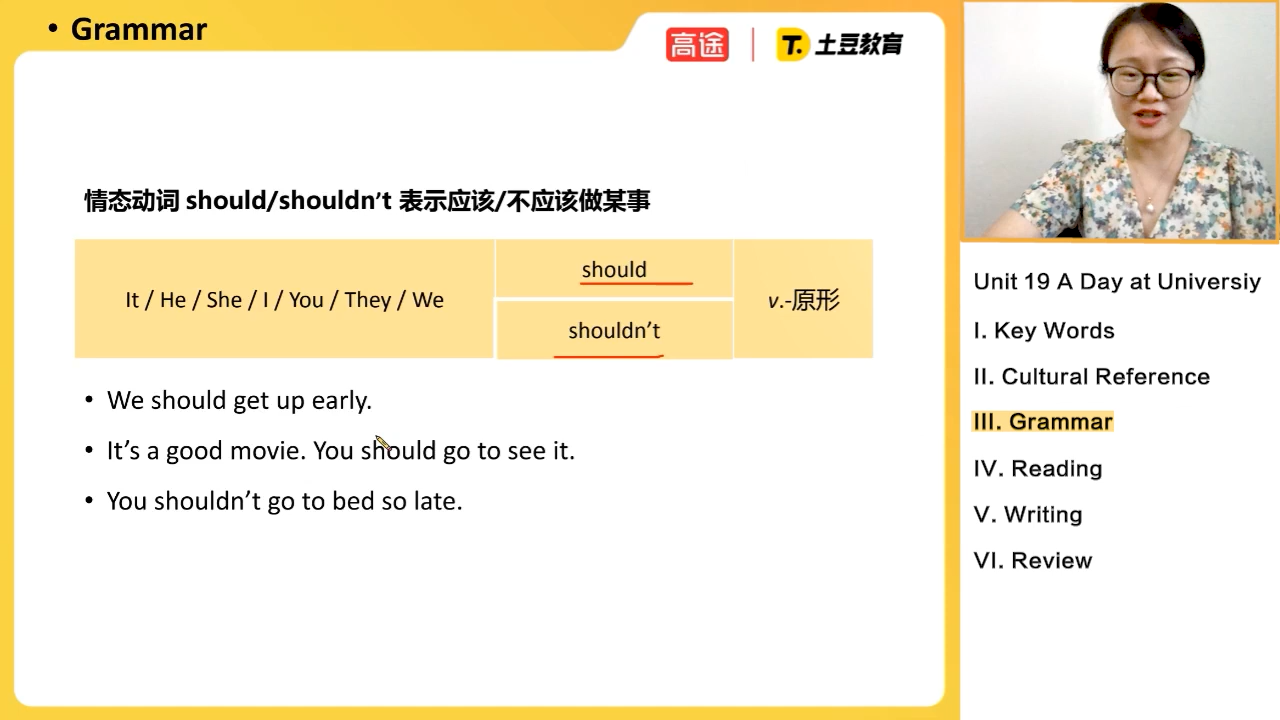 • Grammar
高途
T. 土豆教育
情态动词 should/shouldn’t 表示应该/不应该做某事
It / He / She / I / You / They / We
should
shouldn’t
v.-原形
• We should get up early.
• It’s a good movie. You should go to see it.
• You shouldn’t go to bed so late.
Unit 19 A Day at Universiy
I. Key Words
II. Cultural Reference
III. Grammar
IV. Reading
V. Writing
VI. Review